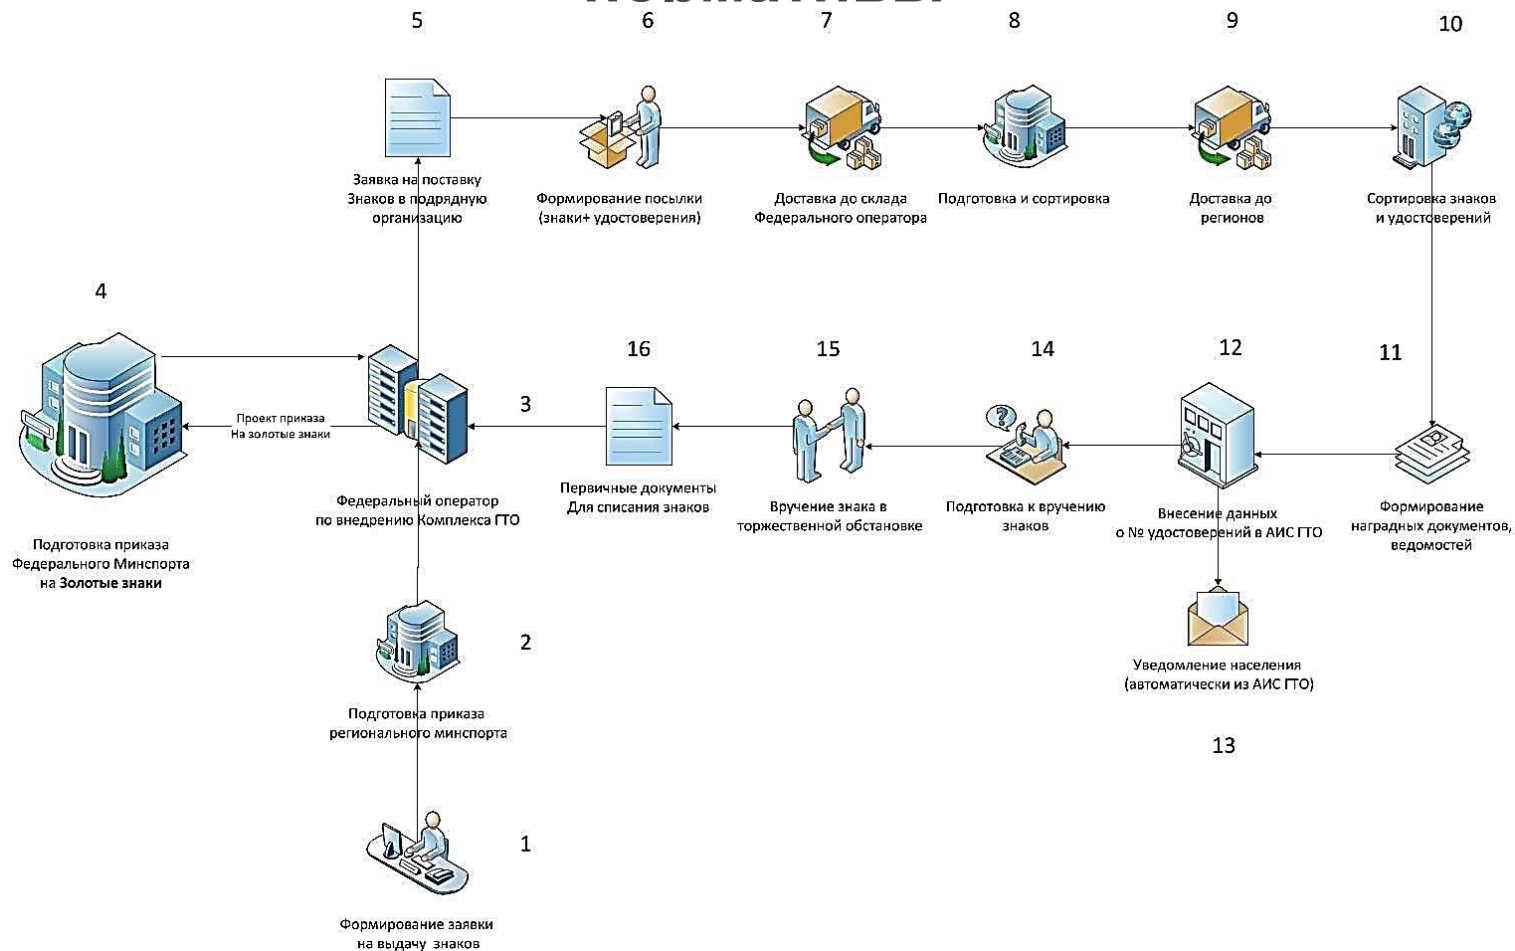 5
6
7
8
9
10
Заявка на поставку
Знаков в подрядную
организацию
Формирование посылки
(знаки+ удостоверения)
Доставка до склада
Федерального оператора
Подготовка и сортировка
Доставка до
регионов
Сортировка знаков
и удостоверений
4
3
16
15
14
12
11
Проект приказа
На золотые знаки
Подготовка приказа
Федерального Минспорта
на Золотые знаки
Федеральный оператор
по внедрению Комплекса ГТО
Первичные документы
Для списания знаков
Вручение знака в
торжественной обстановке
Подготовка к вручению
знаков
Внесение данных
о № удостоверений в АИС ГТО
Формирование
наградных документов,
ведомостей
2
Подготовка приказа
регионального минспорта
Уведомление населения
(автоматически из АИС ГТО)
13
1
Формирование заявки
на выдачу знаков